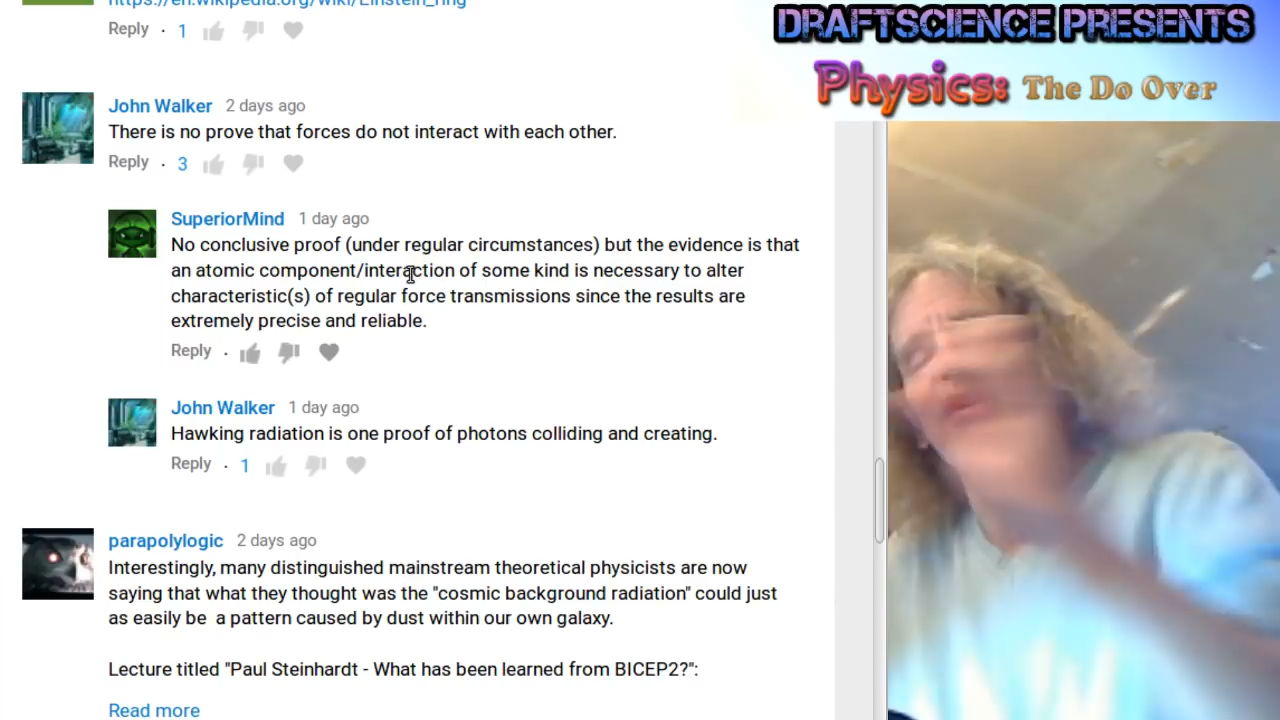 https://en.wikipedia.org/wiki/Einstein_ring
Reply · 1
DRAFTSCIENCE PRESENTS
Physics: The Do Over
John Walker 2 days ago
There is no prove that forces do not interact with each other.
Reply · 3
SuperiorMind 1 day ago
No conclusive proof (under regular circumstances) but the evidence is that
an atomic component/interaction of some kind is necessary to alter
characteristic(s) of regular force transmissions since the results are
extremely precise and reliable.
Reply ·
John Walker 1 day ago
Hawking radiation is one proof of photons colliding and creating.
Reply · 1
parapolylogic 2 days ago
Interestingly, many distinguished mainstream theoretical physicists are now
saying that what they thought was the "cosmic background radiation" could just
as easily be a pattern caused by dust within our own galaxy.
Lecture titled "Paul Steinhardt - What has been learned from BICEP2?":
Read more